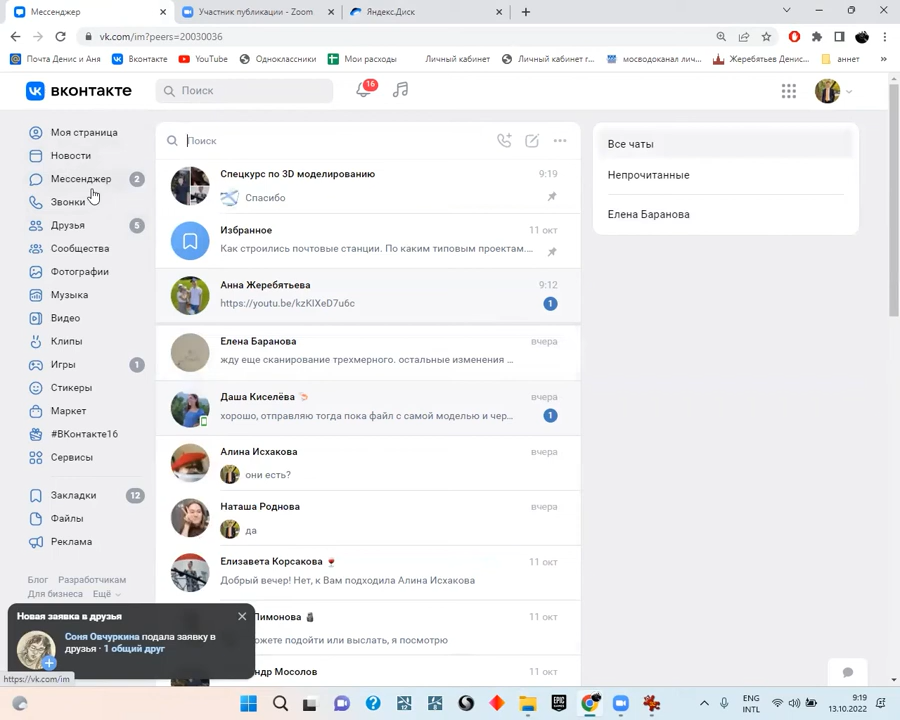 Мессенджер
Участник публикации - Zoom
Яндекс.Диск
vk.com/im?peers=20030036
Почта Денис и Аня
Вконтакте
YouTube
Одноклассники
Мои расходы
Личный кабинет
Личный кабинет г...
мосводоканал лич...
Жеребятьев Денис...
аннет
»
ВКОНТАКТЕ
Поиск
16
Моя страница
Новости
Мессенджер 2
Звонки
Друзья 5
Сообщества
Фотографии
Музыка
Видео
Клипы
Игры 1
Стикеры
Маркет
#ВКонтакте16
Сервисы
Закладки 12
Файлы
Реклама
Блог Разработчикам
Для бизнеса Ещё
Поиск
Спецкурс по 3D моделированию 9:19
Спасибо
Избранное 11 окт
Как строились почтовые станции. По каким типовым проектам....
Анна Жеребятьева 9:12
https://youtu.be/kzKIXeD7u6c 1
Елена Баранова вчера
жду еще сканирование трехмерного. остальные изменения ...
Даша Киселёва вчера
хорошо, отправляю тогда пока файл с самой моделью и чер... 1
Алина Исхакова вчера
они есть?
Наташа Роднова 11 окт
да
Елизавета Корсакова 11 окт
Добрый вечер! Нет, к Вам подходила Алина Исхакова
Пимонова 11 окт
ожете подойти или выслать, я посмотрю
ндр Мосолов 11 окт
Все чаты
Непрочитанные
Елена Баранова
Новая заявка в друзья
Соня Овчуркина подала заявку в
друзья · 1 общий друг
https://vk.com/im
ENG
INTL
9:19
13.10.2022